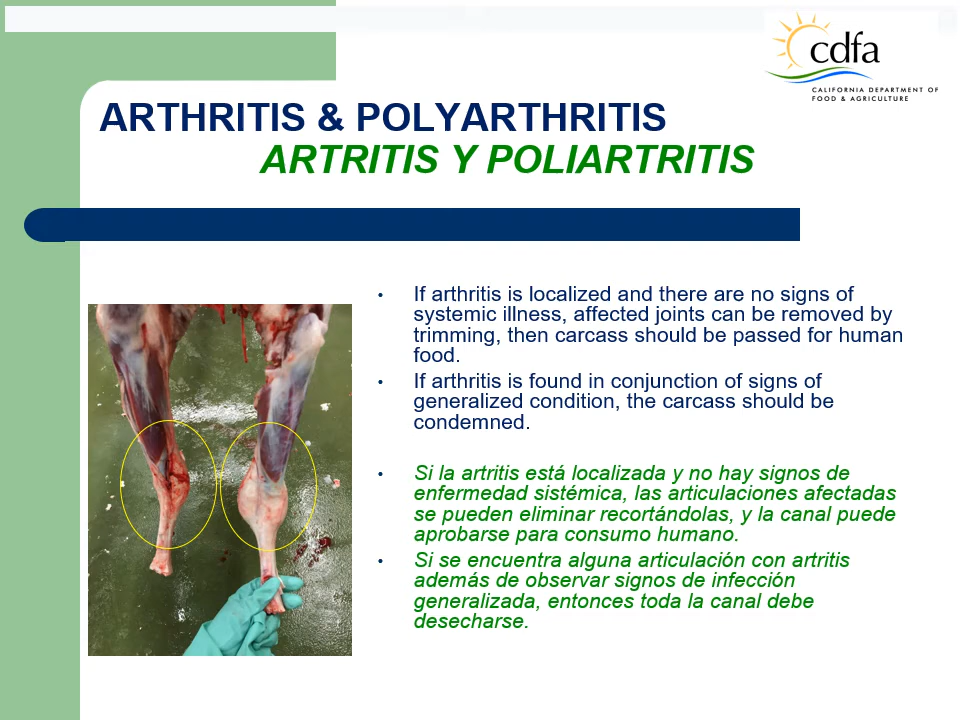 cdfa
CALIFORNIA DEPARTMENT OF
FOOD & AGRICULTURE
ARTHRITIS & POLYARTHRITIS
ARTRITIS Y POLIARTRITIS
• If arthritis is localized and there are no signs of
systemic illness, affected joints can be removed by
trimming, then carcass should be passed for human
food.
• If arthritis is found in conjunction of signs of
generalized condition, the carcass should be
condemned.
• Si la artritis está localizada y no hay signos de
enfermedad sistémica, las articulaciones afectadas
se pueden eliminar recortándolas, y la canal puede
aprobarse para consumo humano.
• Si se encuentra alguna articulación con artritis
además de observar signos de infección
generalizada, entonces toda la canal debe
desecharse.